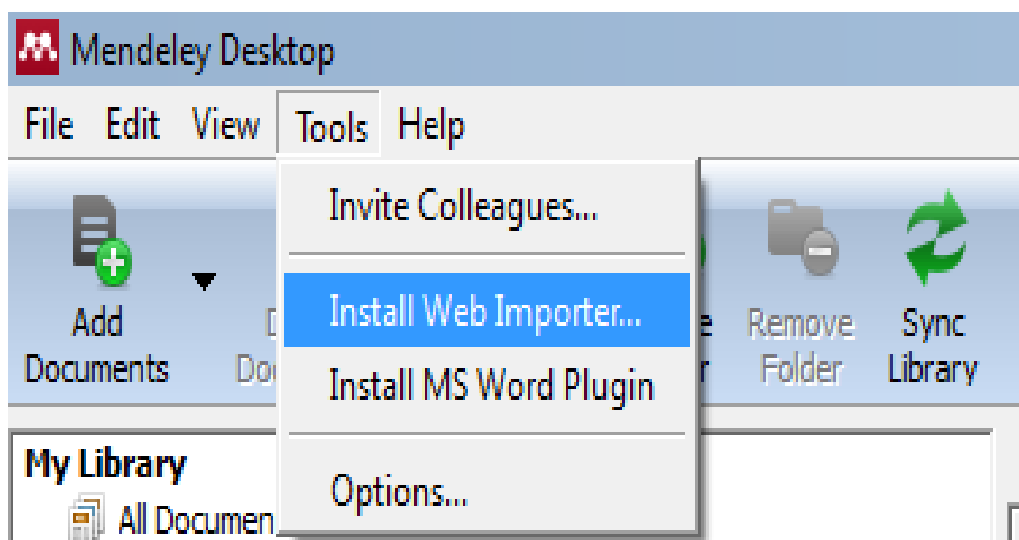 Mendeley Desktop
File Edit View Tools Help
Invite Colleagues...
Install Web Importer...
Install MS Word Plugin
Options...
Add
Documents
Remove
Folder
Sync
Library
My Library
All Documen